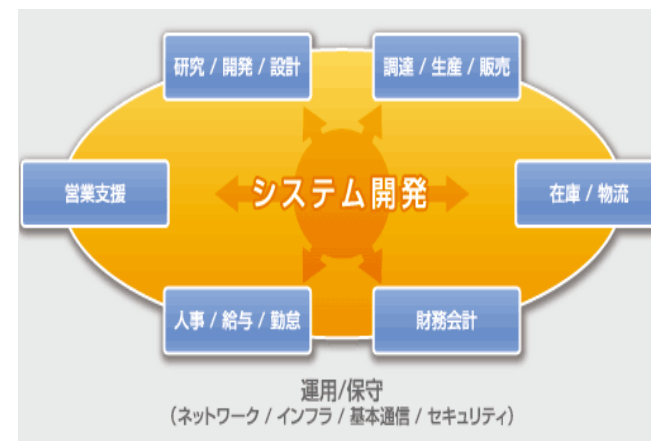 研究 / 開発 / 設計
調達 / 生産 / 販売
営業支援
システム開発
在庫 / 物流
人事 / 給与 / 勤怠
財務会計
運用/保守
（ネットワーク / インフラ / 基本通信 / セキュリティ）